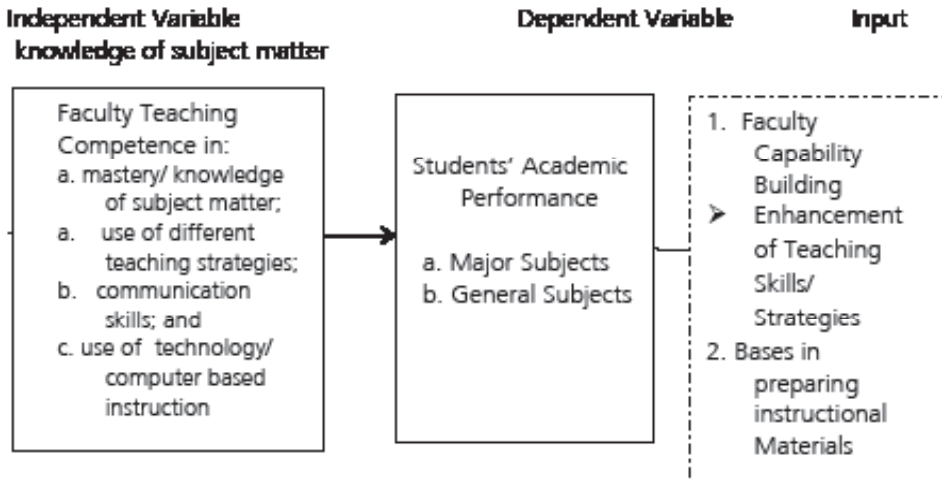 Independent Variable
knowledge of subject matter
Dependent Variable
Input
Faculty Teaching
Competence in:
a. mastery/ knowledge
of subject matter;
a. use of different
teaching strategies;
b. communication
skills; and
c. use of technology/
computer based
instruction
Students' Academic
Performance
a. Major Subjects
b. General Subjects
1. Faculty
Capability
Building
➤ Enhancement
of Teaching
Skills/
Strategies
2. Bases in
preparing
instructional
Materials